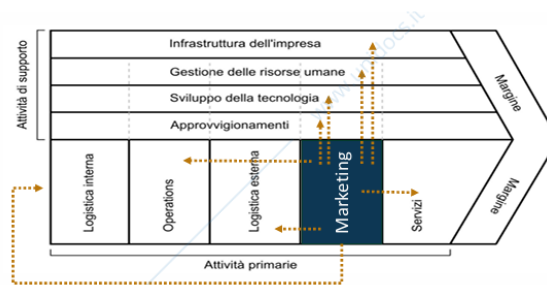 Infrastruttura dell'impresa
Gestione delle risorse umane
Sviluppo della tecnologia
Approvvigionamenti
Attività di supporto
Margine
Margine
Logistica interna
Operations
Logistica esterna
Marketing
Servizi
Attività primarie